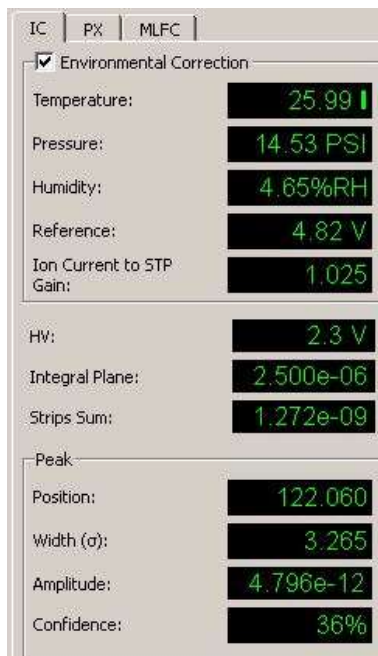 IC PX MLFC
Environmental Correction
Temperature: 25.99
Pressure: 14.53 PSI
Humidity: 4.65%RH
Reference: 4.82 V
Ion Current to STP
Gain: 1.025
HV: 2.3 V
Integral Plane: 2.500e-06
Strips Sum: 1.272e-09
Peak
Position: 122.060
Width (σ): 3.265
Amplitude: 4.796e-12
Confidence: 36%